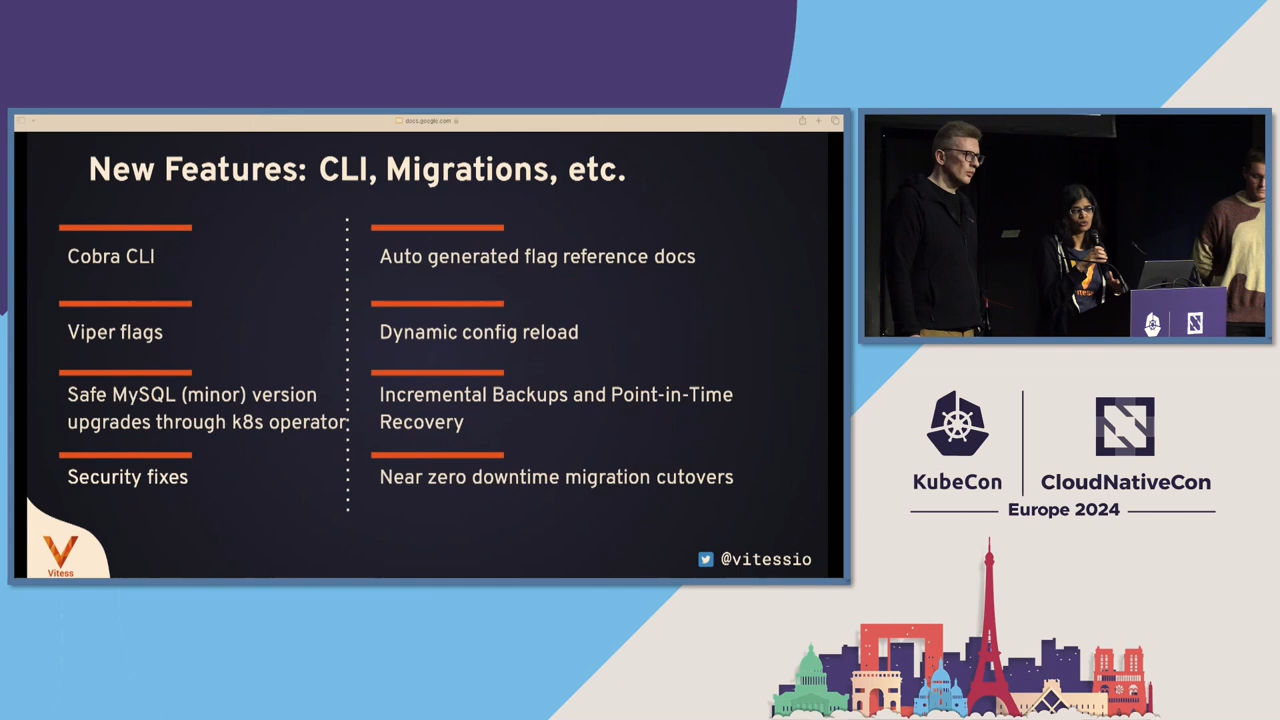 docs.google.com
New Features: CLI, Migrations, etc.
Cobra CLI
Auto generated flag reference docs
Viper flags
Dynamic config reload
Safe MySQL (minor) version
upgrades through k8s operator
Incremental Backups and Point-in-Time
Recovery
Security fixes
Near zero downtime migration cutovers
Vitess
@vitessio
Vitess
KubeCon
CloudNativeCon
Europe 2024